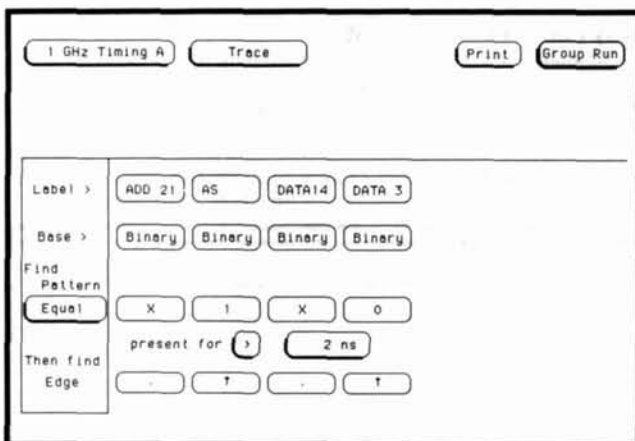 1 GHz Timing A Trace Print Group Run
Label > ADD 21 AS DATA14 DATA 3
Base > Binary Binary Binary Binary
Find
Pattern
Equal X 1 X 0
present for > 2 ns
Then find
Edge . ↑ . ↑